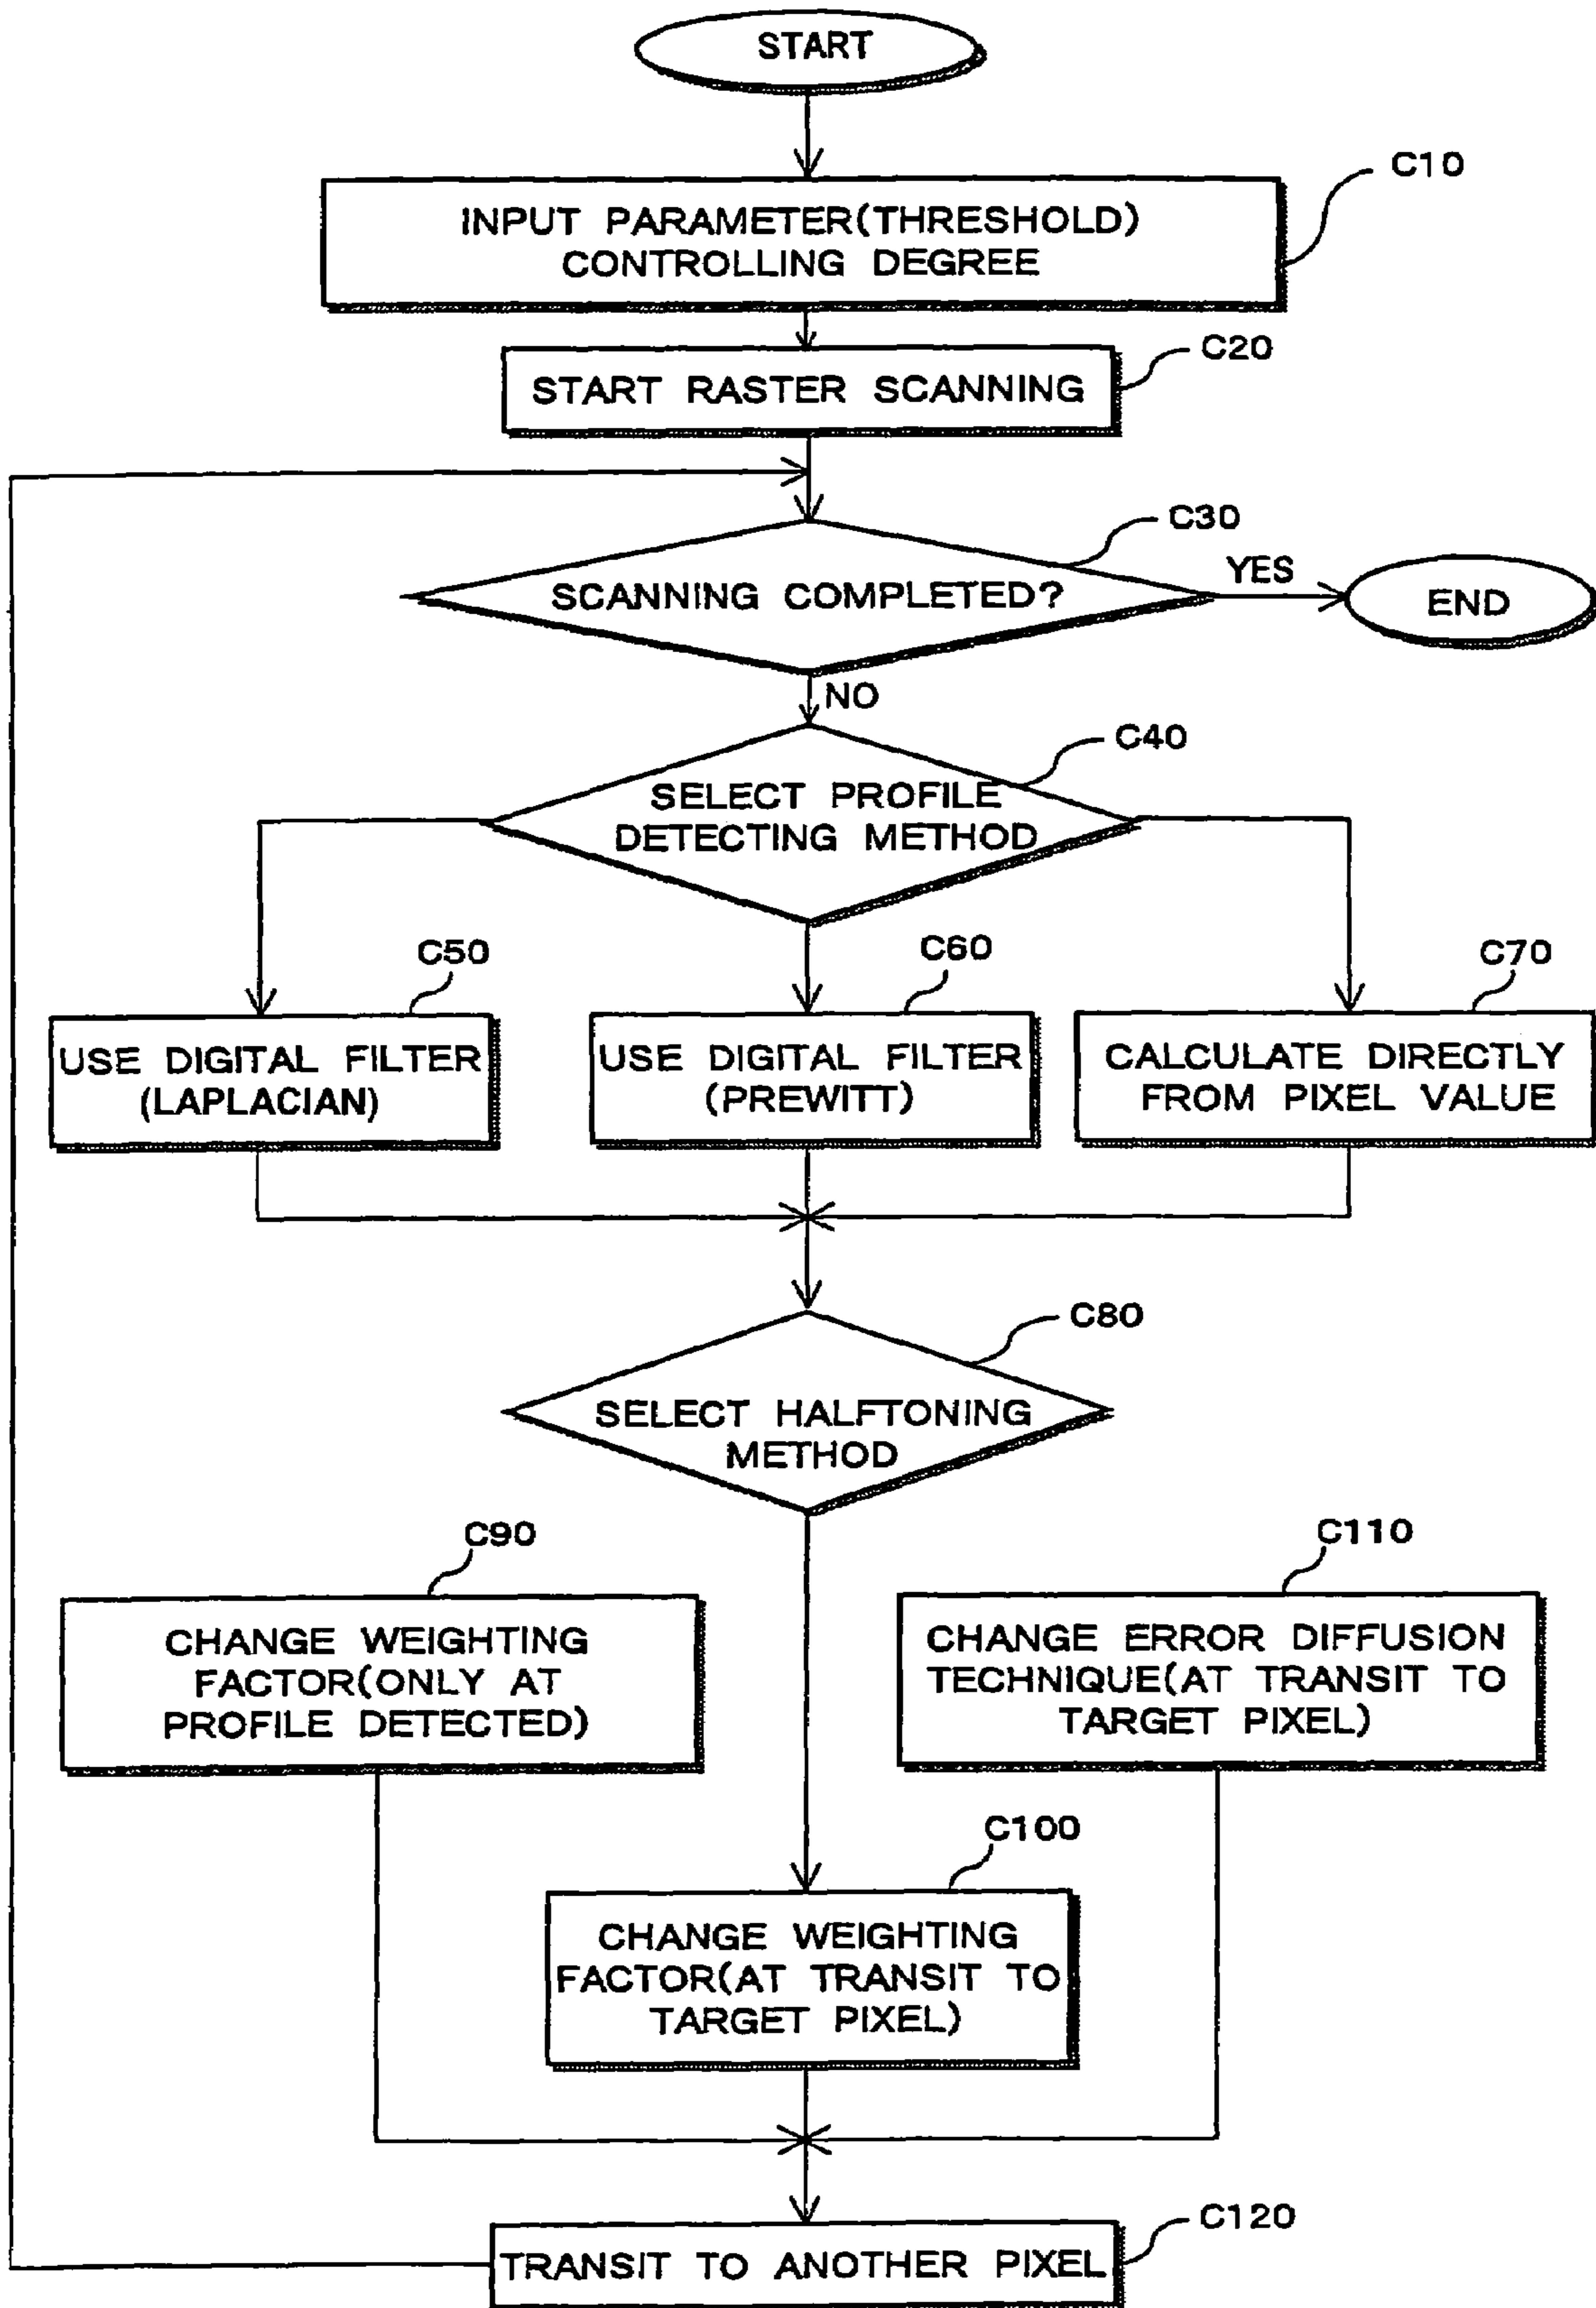 START
C10
INPUT PARAMETER(THRESHOLD)
CONTROLLING DEGREE
C20
START RASTER SCANNING
C30
SCANNING COMPLETED?
YES
END
NO
C40
SELECT PROFILE
DETECTING METHOD
C50
USE DIGITAL FILTER
(LAPLACIAN)
C60
USE DIGITAL FILTER
(PREWITT)
C70
CALCULATE DIRECTLY
FROM PIXEL VALUE
C80
SELECT HALFTONING
METHOD
C90
CHANGE WEIGHTING
FACTOR(ONLY AT
PROFILE DETECTED)
C110
CHANGE ERROR DIFFUSION
TECHNIQUE(AT TRANSIT TO
TARGET PIXEL)
C100
CHANGE WEIGHTING
FACTOR(AT TRANSIT TO
TARGET PIXEL)
C120
TRANSIT TO ANOTHER PIXEL